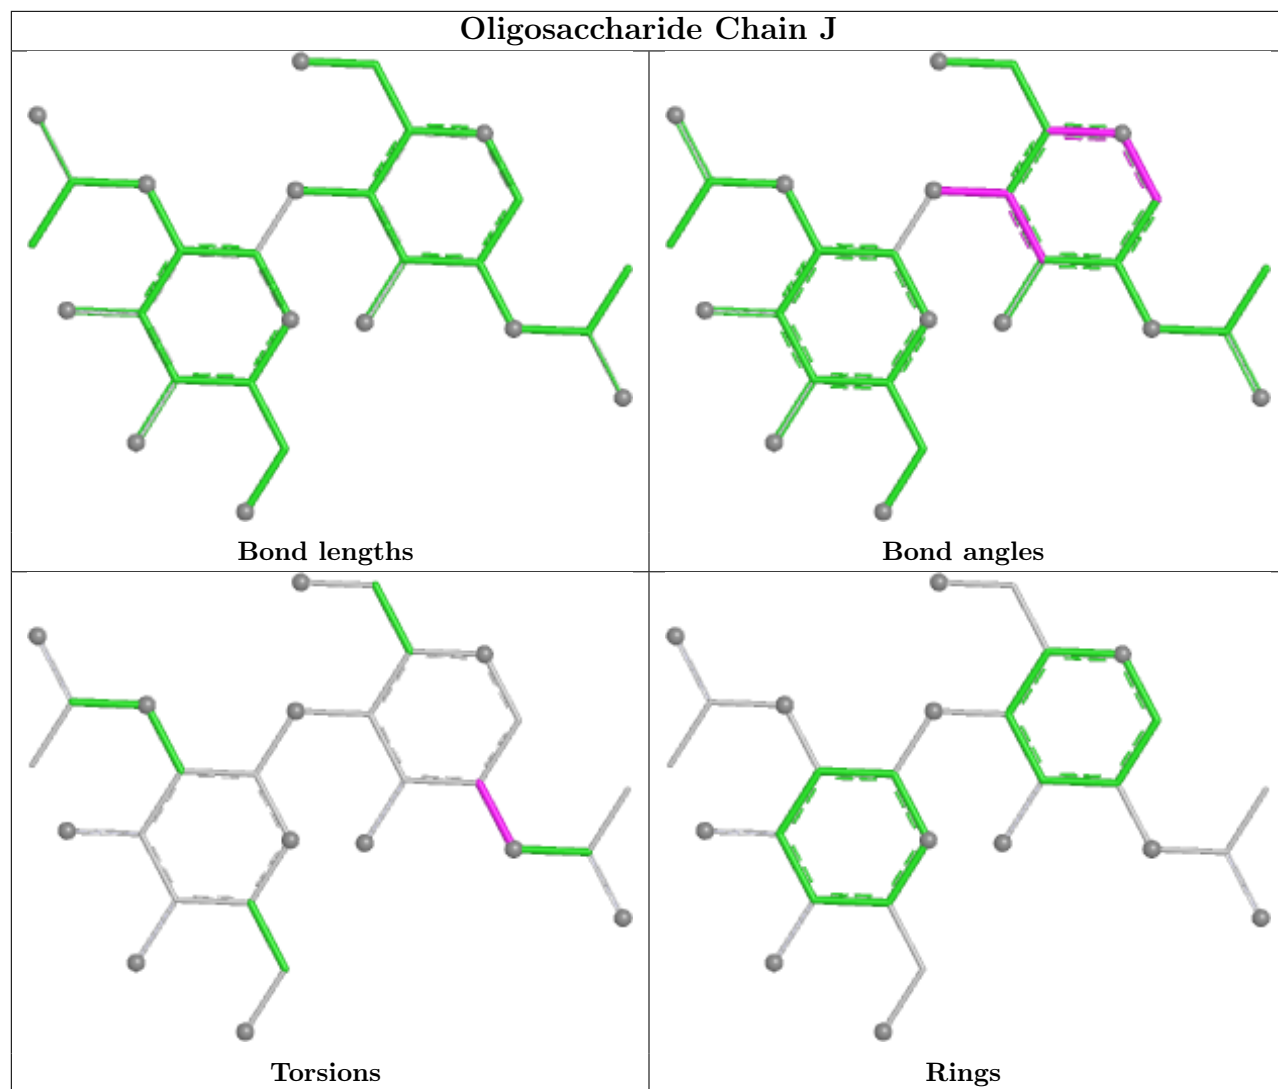 Oligosaccharide Chain J
Bond lengths
Bond angles
Torsions
Rings